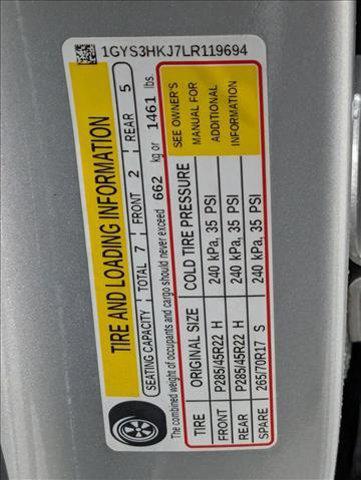 1GYS3HKJ7LR119694
TIRE AND LOADING INFORMATION
SEATING CAPACITY TOTAL 7 FRONT 2 REAR 5
The combined weight of occupants and cargo should never exceed 662 kg or 1461 lbs.
TIRE ORIGINAL SIZE COLD TIRE PRESSURE
FRONT P285/45R22 H 240 kPa, 35 PSI
REAR P285/45R22 H 240 kPa, 35 PSI
SPARE 265/70R17 S 240 kPa, 35 PSI
SEE OWNER'S
MANUAL FOR
ADDITIONAL
INFORMATION